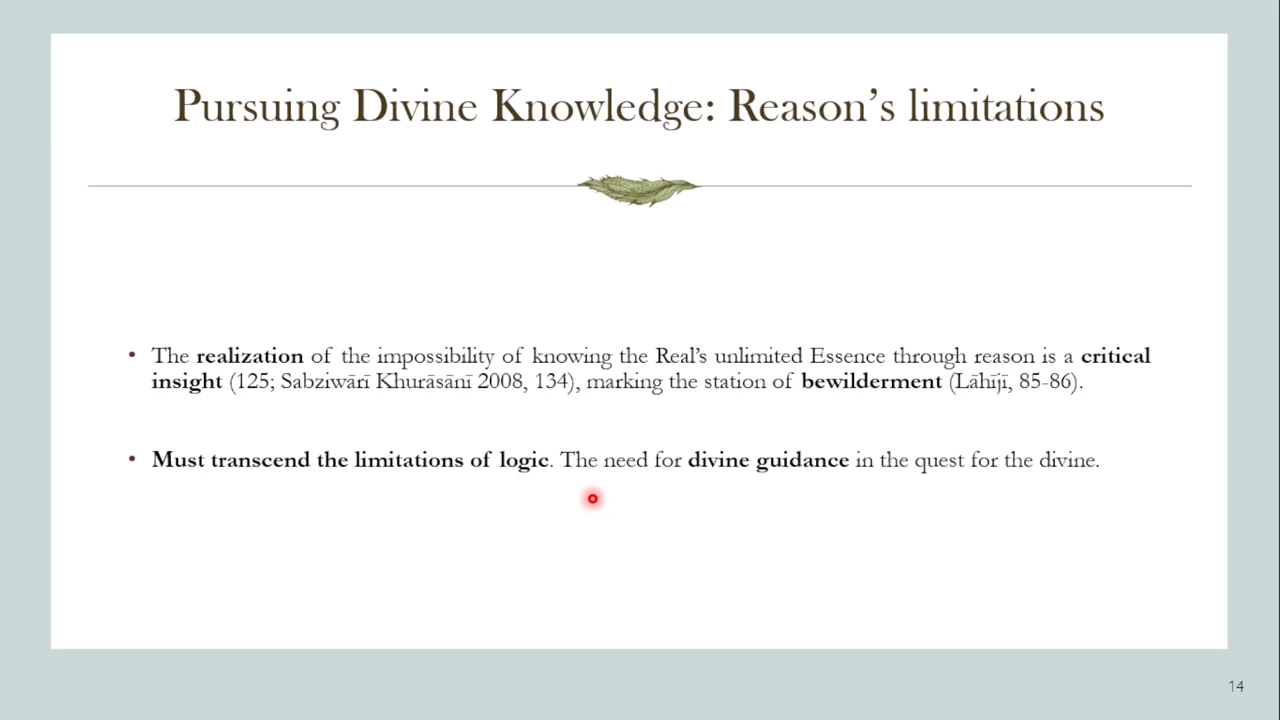 Pursuing Divine Knowledge: Reason’s limitations
• The realization of the impossibility of knowing the Real’s unlimited Essence through reason is a critical
insight (125; Sabziwārī Khurāsānī 2008, 134), marking the station of bewilderment (Lāhījī, 85-86).
• Must transcend the limitations of logic. The need for divine guidance in the quest for the divine.
14